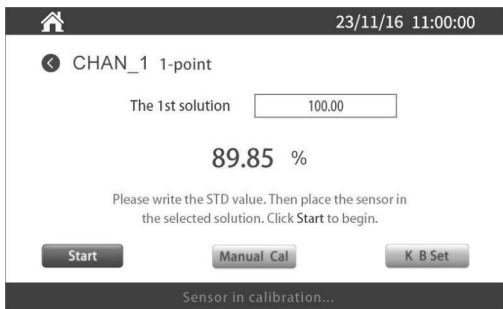 23/11/16 11:00:00
CHAN_1 1-point
The 1st solution 100.00
89.85 %
Please write the STD value. Then place the sensor in
the selected solution. Click Start to begin.
Start Manual Cal K B Set
Sensor in calibration...